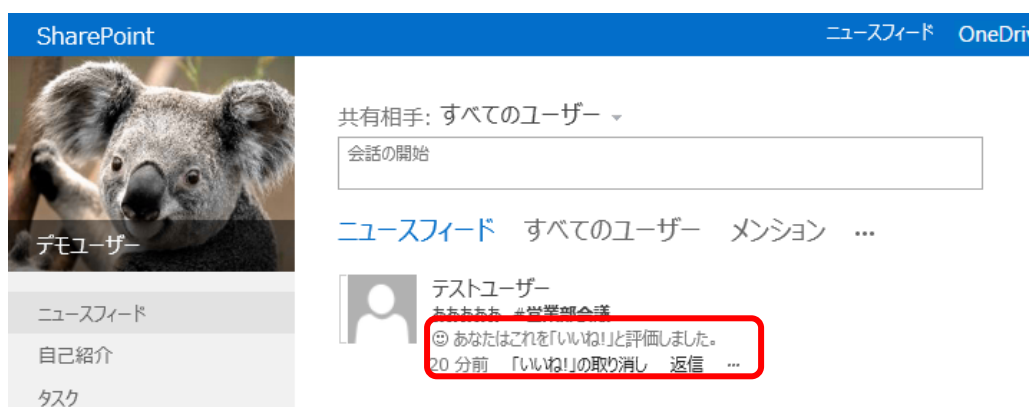 SharePoint ニュースフィード OneDriv
共有相手: すべてのユーザー
会話の開始
デモユーザー
ニュースフィード すべてのユーザー メンション ...
テストユーザー
あああああ #営業部会議
あなたはこれを「いいね!」と評価しました。
20 分前 「いいね!」の取り消し 返信 ...
ニュースフィード
自己紹介
タスク